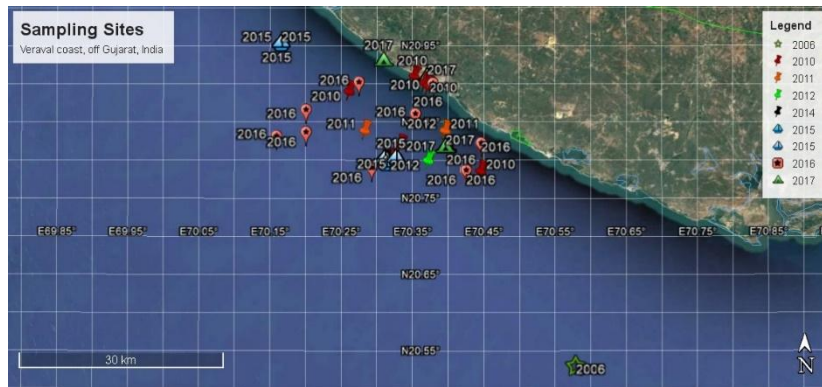 Sampling Sites
Veraval coast, off Gujarat, India
Legend
2006
2010
2011
2012
2014
2015
2015
2016
2017
2015 2015
2015
2017
N20.95°
2010 2017
2016
2010
2010
2016
2016
2016
2011
N20.85°
2012
2011
2016
2016
2015
2017
2017
2016
2015
2012
2016
2010
2016
2016
2016
N20.75°
E69.85°
E69.95°
E70.05°
E70.15°
E70.25°
E70.35°
E70.45°
E70.55°
E70.65°
E70.75°
E70.85°
N20.65°
N20.55°
2006
30 km
N